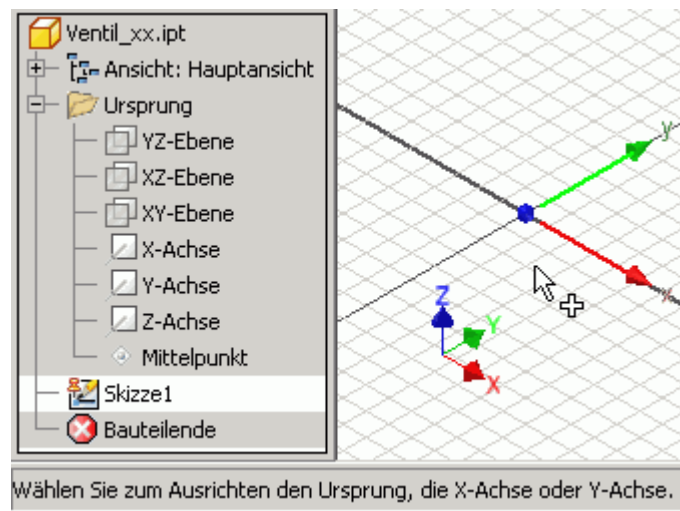 Ventil_xx.ipt
Ansicht: Hauptansicht
Ursprung
YZ-Ebene
XZ-Ebene
XY-Ebene
X-Achse
Y-Achse
Z-Achse
Mittelpunkt
Skizze1
Bauteilende
y
x
Z
Y
X
Wählen Sie zum Ausrichten den Ursprung, die X-Achse oder Y-Achse.